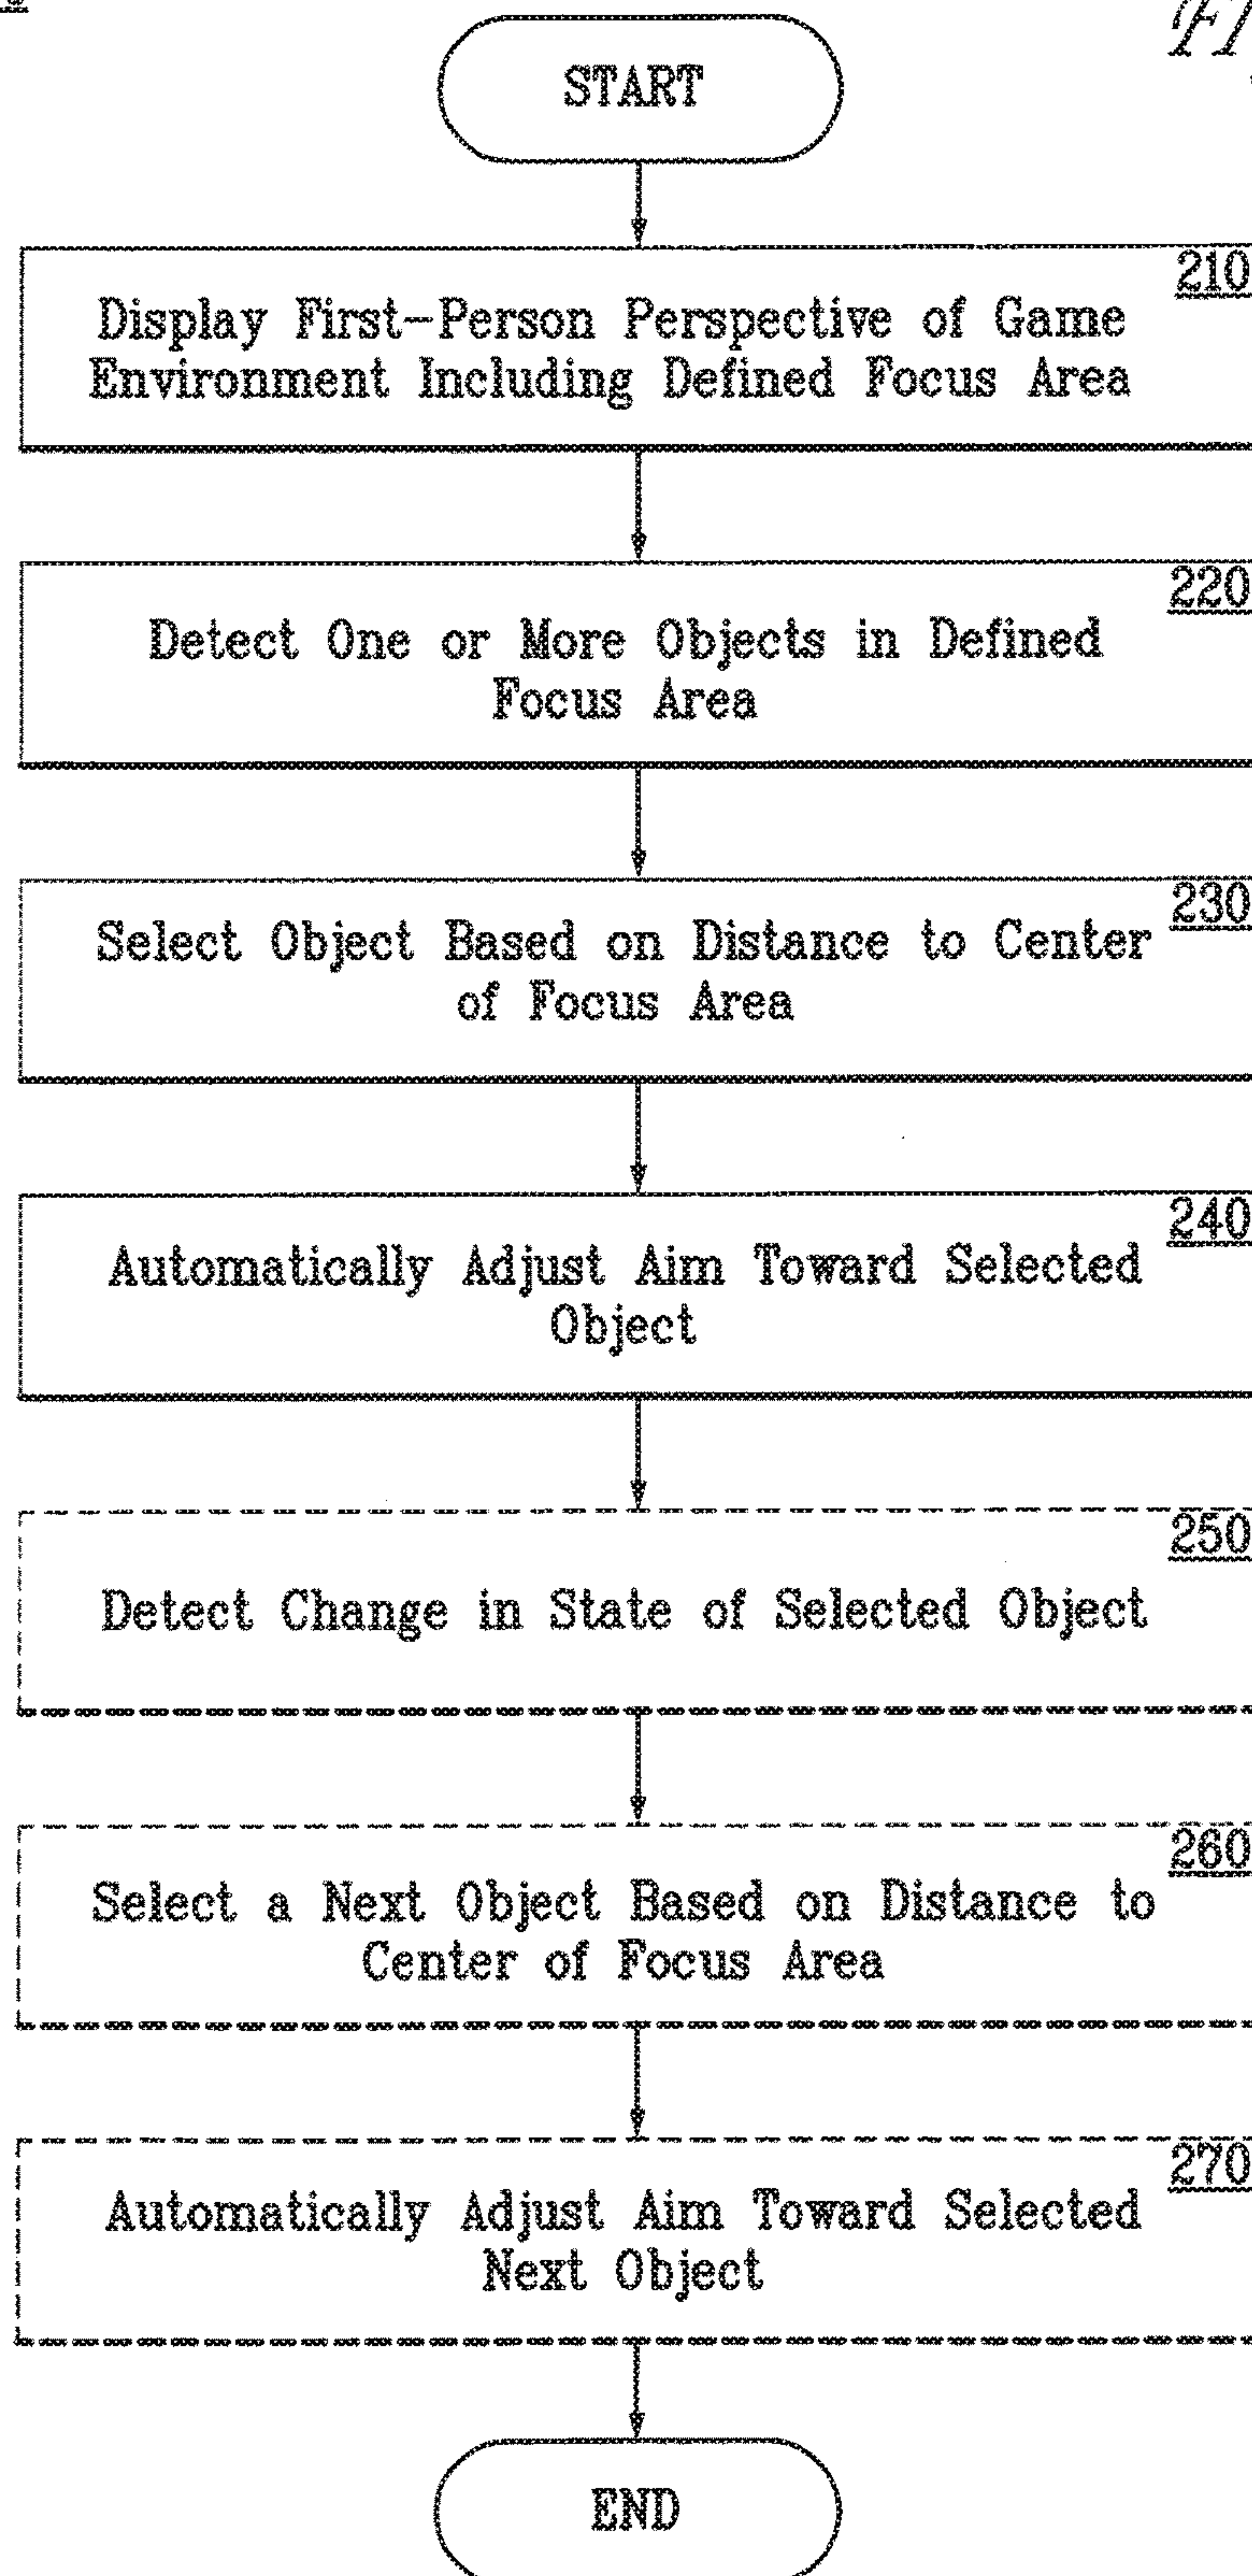 START
210
Display First-Person Perspective of Game
Environment Including Defined Focus Area
220
Detect One or More Objects in Defined
Focus Area
230
Select Object Based on Distance to Center
of Focus Area
240
Automatically Adjust Aim Toward Selected
Object
250
Detect Change in State of Selected Object
260
Select a Next Object Based on Distance to
Center of Focus Area
270
Automatically Adjust Aim Toward Selected
Next Object
END